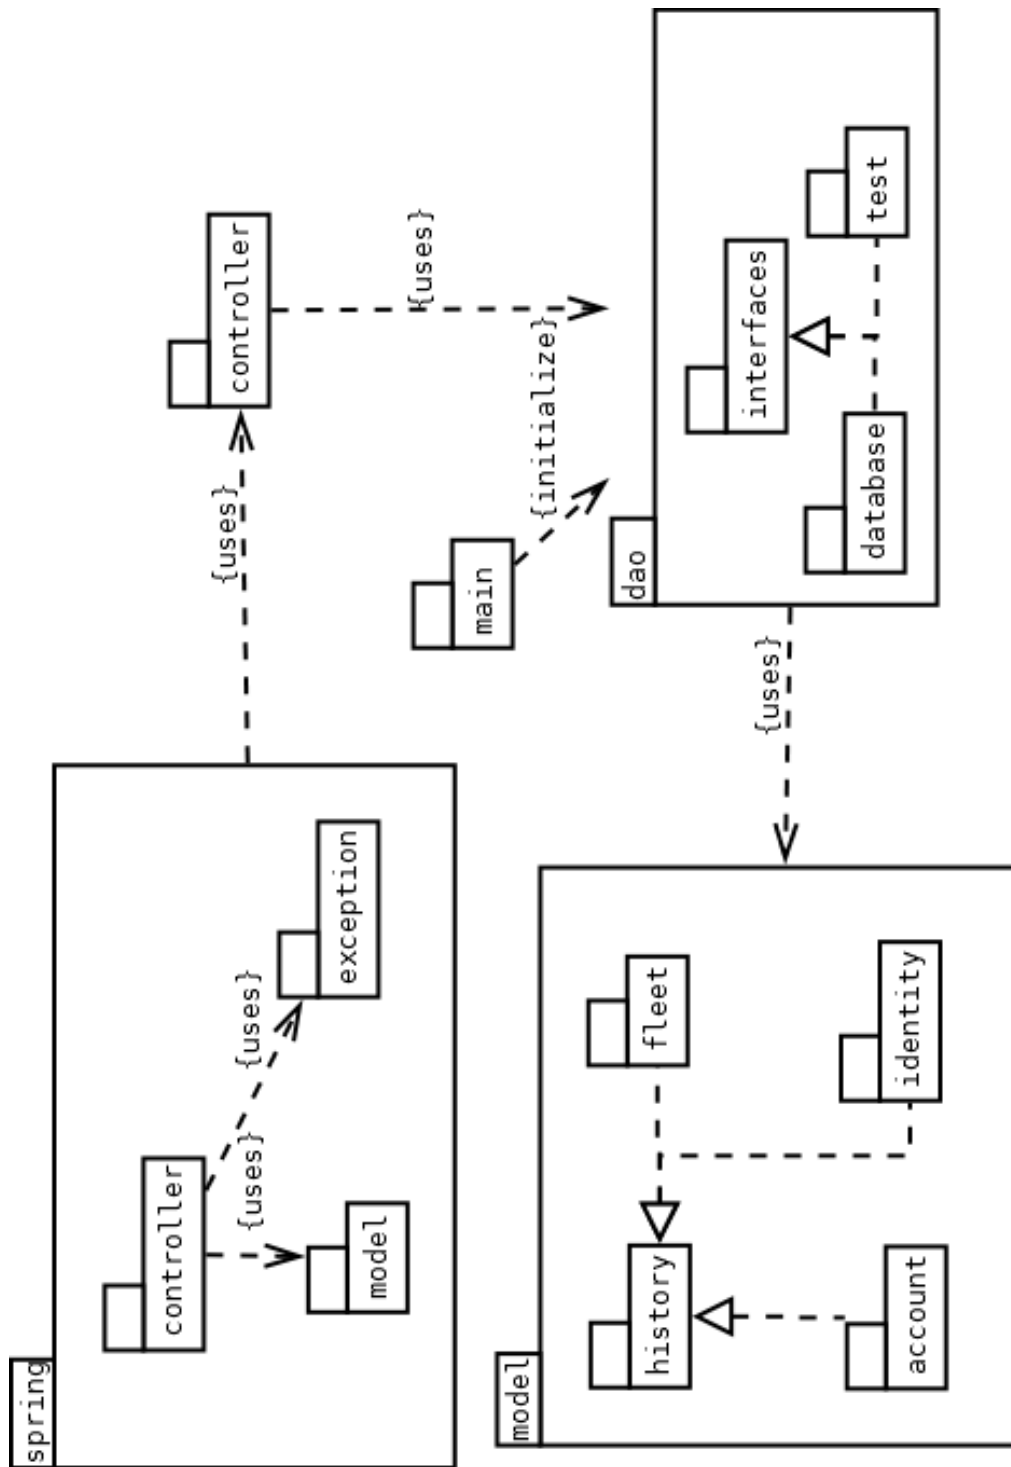 spring
controller
{uses}
model
{uses}
exception
{uses}
controller
{uses}
main
{initialize}
dao
interfaces
database
test
{uses}
model
history
fleet
account
identity